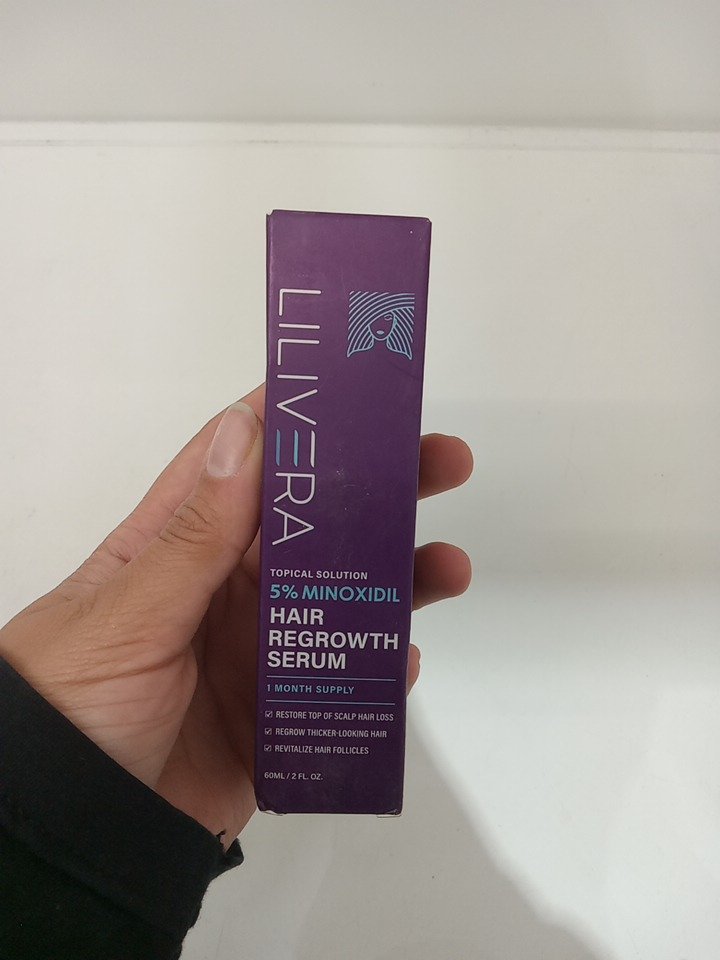 LILIVERA
TOPICAL SOLUTION
5% MINOXIDIL
HAIR
REGROWTH
SERUM
1 MONTH SUPPLY
RESTORE TOP OF SCALP HAIR LOSS
REGROW THICKER-LOOKING HAIR
REVITALIZE HAIR FOLLICLES
60ML / 2 FL. OZ.